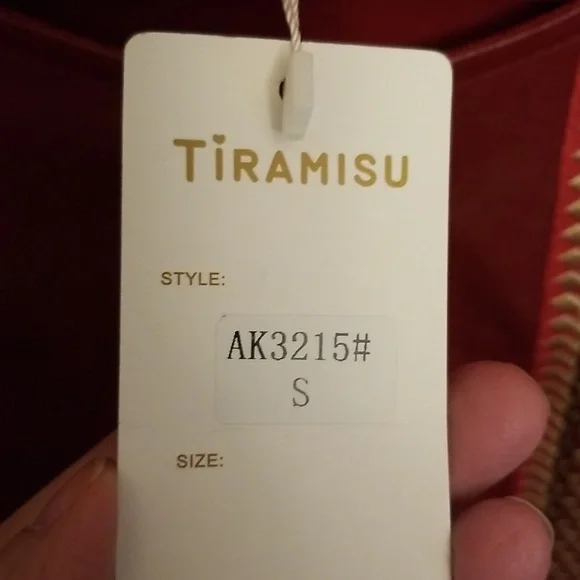 TIRAMISU
STYLE:
AK3215#
S
SIZE: